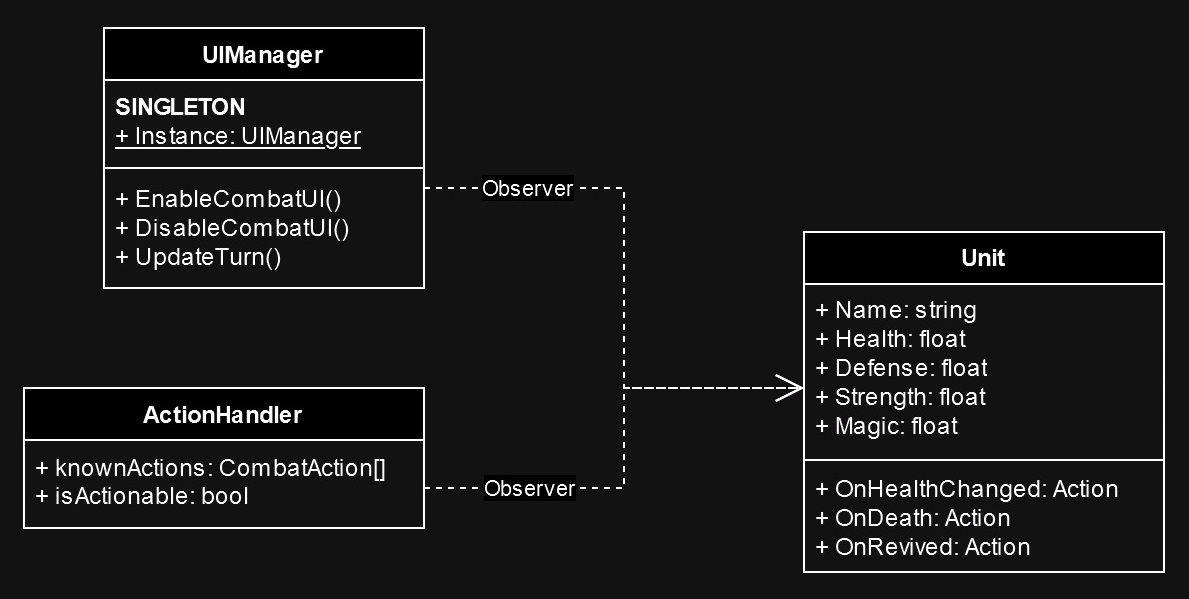 UIManager
SINGLETON
+ Instance: UIManager
+ EnableCombatUI()
+ DisableCombatUI()
+ UpdateTurn()
Observer
ActionHandler
+ knownActions: CombatAction[]
+ isActionable: bool
Observer
Unit
+ Name: string
+ Health: float
+ Defense: float
+ Strength: float
+ Magic: float
+ OnHealthChanged: Action
+ OnDeath: Action
+ OnRevived: Action